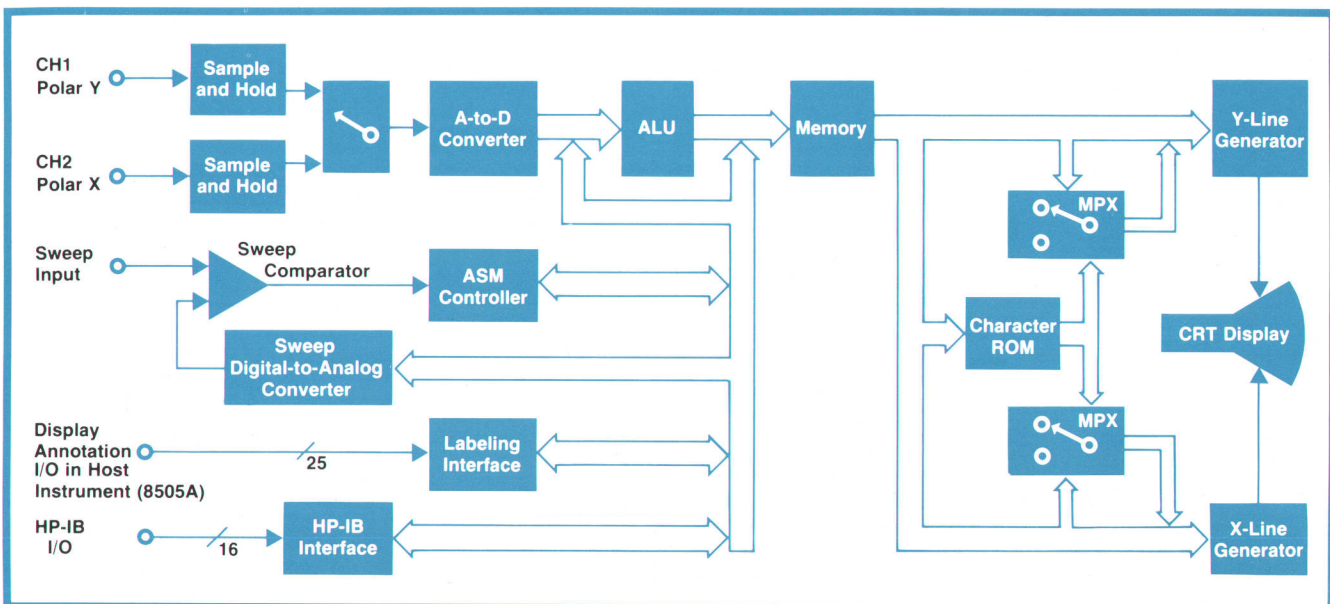 CH1
Polar Y
Sample
and Hold
A-to-D
Converter
ALU
Memory
Y-Line
Generator
CH2
Polar X
Sample
and Hold
MPX
Sweep
Input
Sweep
Comparator
ASM
Controller
Character
ROM
CRT Display
Sweep
Digital-to-Analog
Converter
MPX
Display
Annotation
I/O in Host
Instrument (8505A)
25
Labeling
Interface
HP-IB
I/O
16
HP-IB
Interface
X-Line
Generator